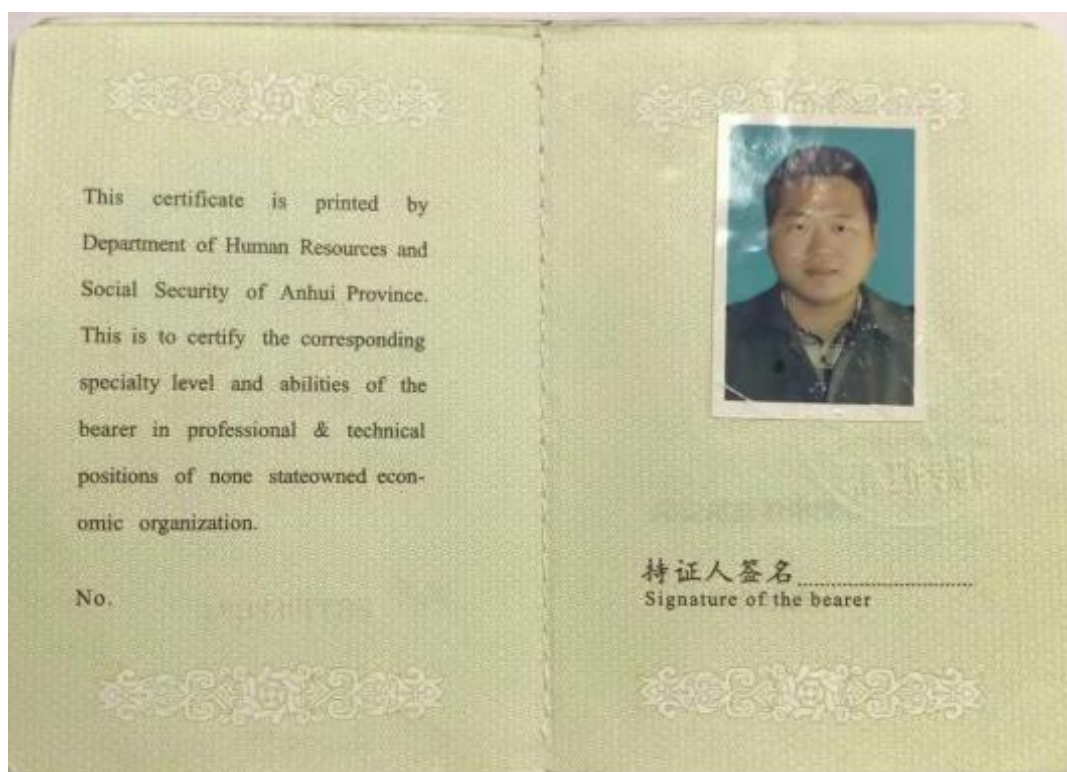 This certificate is printed by
Department of Human Resources and
Social Security of Anhui Province.
This is to certify the corresponding
specialty level and abilities of the
bearer in professional & technical
positions of none stateowned econ-
omic organization.
No.
持证人签名
Signature of the bearer